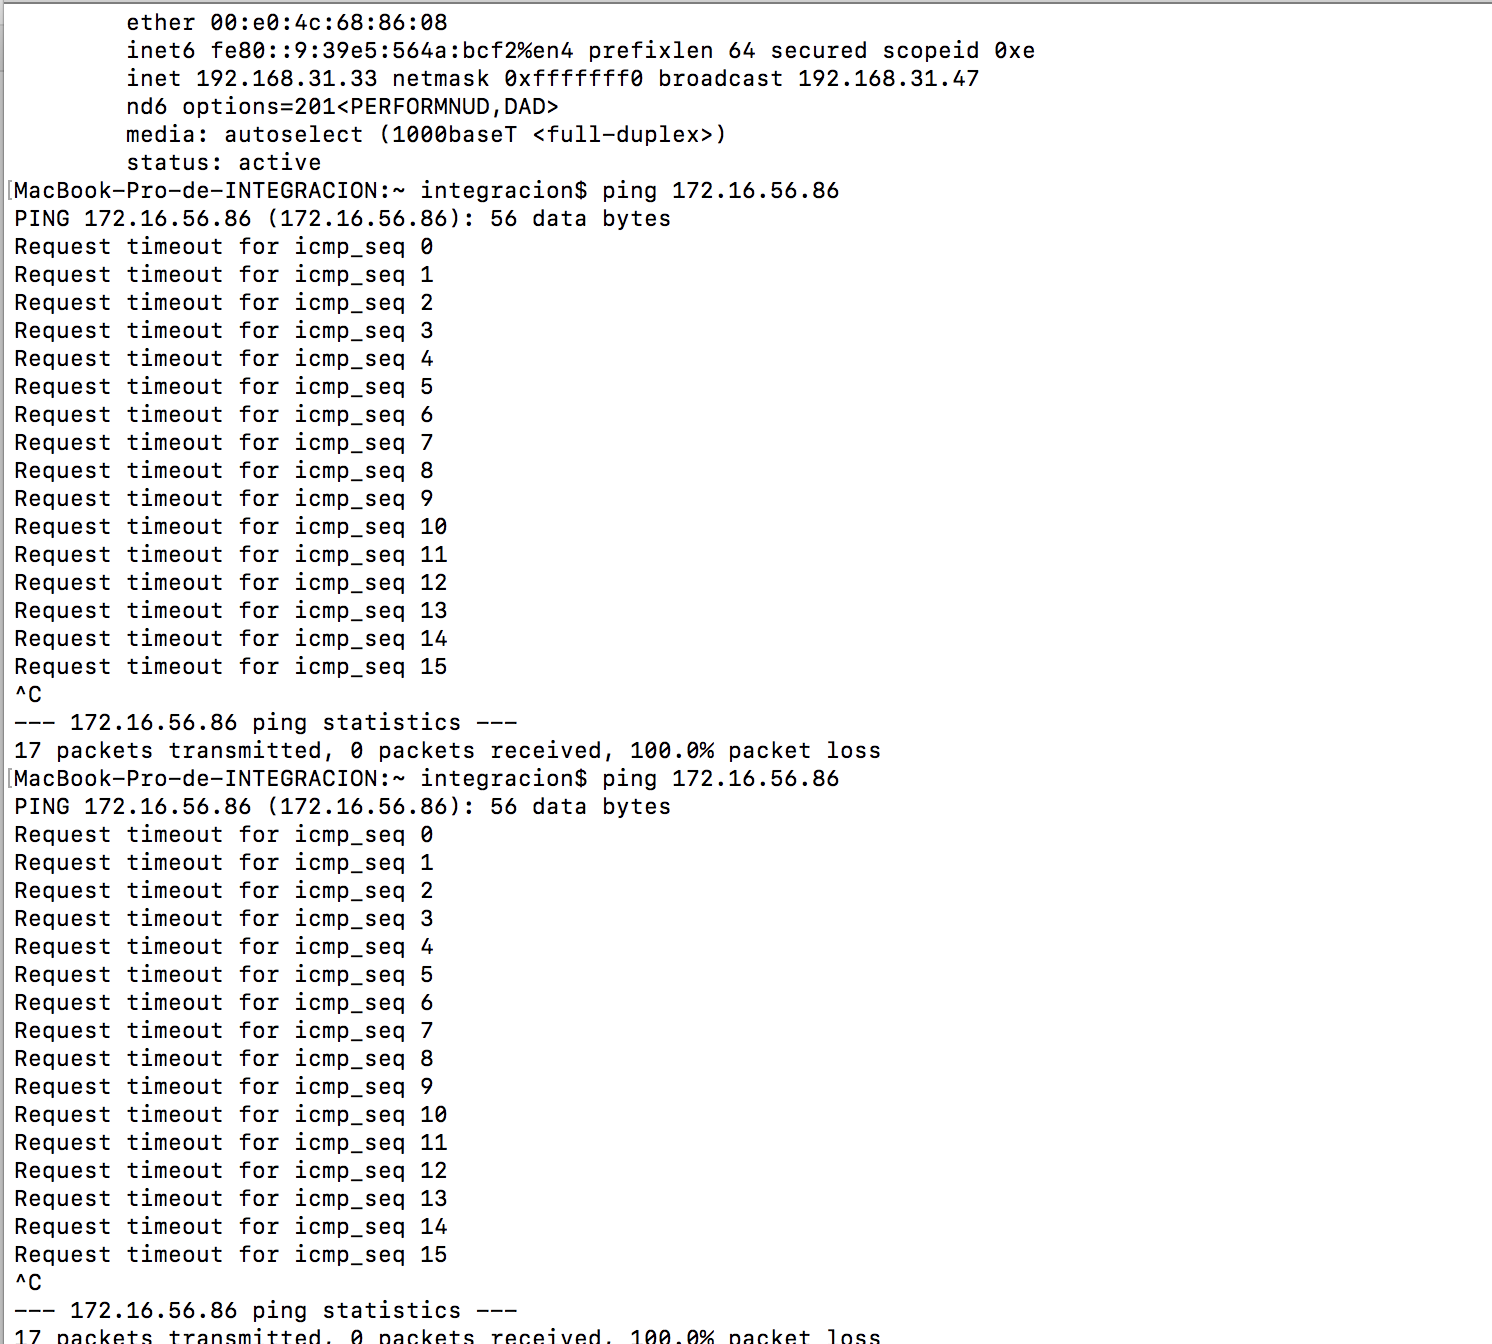 ether 00:e0:4c:68:86:08
inet6 fe80::9:39e5:564a:bcf2%en4 prefixlen 64 secured scopeid 0xe
inet 192.168.31.33 netmask 0xfffffff0 broadcast 192.168.31.47
nd6 options=201<PERFORMNUD,DAD>
media: autoselect (1000baseT <full-duplex>)
status: active
[MacBook-Pro-de-INTEGRACION:~ integracion$ ping 172.16.56.86
PING 172.16.56.86 (172.16.56.86): 56 data bytes
Request timeout for icmp_seq 0
Request timeout for icmp_seq 1
Request timeout for icmp_seq 2
Request timeout for icmp_seq 3
Request timeout for icmp_seq 4
Request timeout for icmp_seq 5
Request timeout for icmp_seq 6
Request timeout for icmp_seq 7
Request timeout for icmp_seq 8
Request timeout for icmp_seq 9
Request timeout for icmp_seq 10
Request timeout for icmp_seq 11
Request timeout for icmp_seq 12
Request timeout for icmp_seq 13
Request timeout for icmp_seq 14
Request timeout for icmp_seq 15
^C
--- 172.16.56.86 ping statistics ---
17 packets transmitted, 0 packets received, 100.0% packet loss
[MacBook-Pro-de-INTEGRACION:~ integracion$ ping 172.16.56.86
PING 172.16.56.86 (172.16.56.86): 56 data bytes
Request timeout for icmp_seq 0
Request timeout for icmp_seq 1
Request timeout for icmp_seq 2
Request timeout for icmp_seq 3
Request timeout for icmp_seq 4
Request timeout for icmp_seq 5
Request timeout for icmp_seq 6
Request timeout for icmp_seq 7
Request timeout for icmp_seq 8
Request timeout for icmp_seq 9
Request timeout for icmp_seq 10
Request timeout for icmp_seq 11
Request timeout for icmp_seq 12
Request timeout for icmp_seq 13
Request timeout for icmp_seq 14
Request timeout for icmp_seq 15
^C
--- 172.16.56.86 ping statistics ---
17 packets transmitted, 0 packets received, 100.0% packet loss